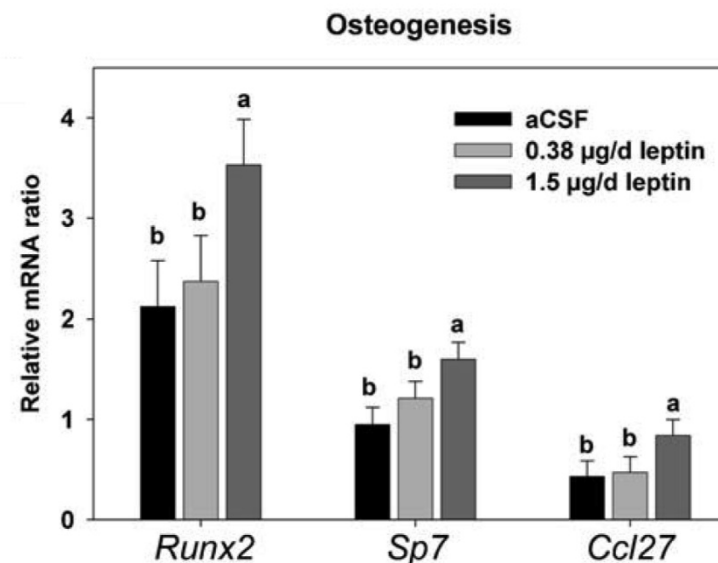 Osteogenesis
Relative mRNA ratio
4
3
2
1
0
aCSF
0.38 µg/d leptin
1.5 µg/d leptin
b
b
a
b
b
a
b
b
a
Runx2
Sp7
Ccl27